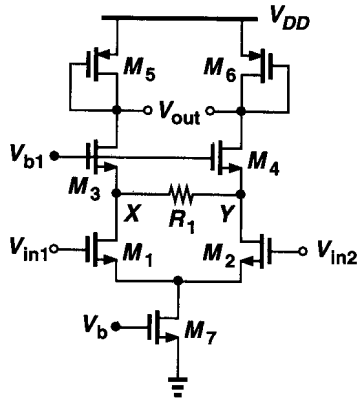 V_DD
M_5
M_6
V_out
V_b1
M_3
M_4
X
R_1
Y
V_in1
M_1
M_2
V_in2
V_b
M_7